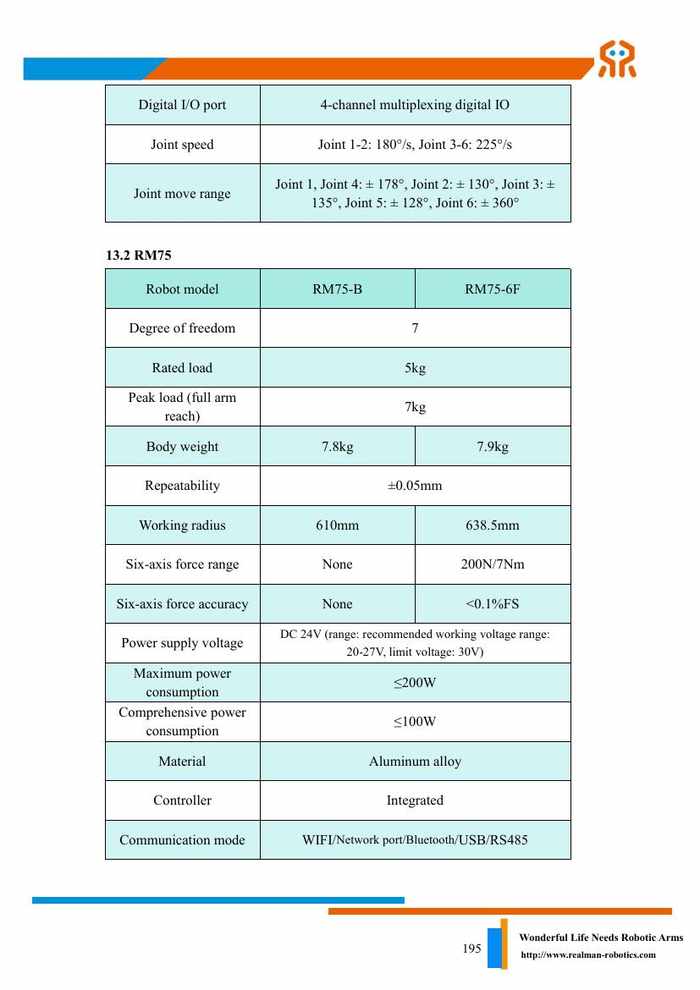 Digital I/O port
4-channel multiplexing digital IO
Joint speed
Joint 1-2: 180°/s, Joint 3-6: 225°/s
Joint move range
Joint 1, Joint 4: ± 178°, Joint 2: ± 130°, Joint 3: ±
135°, Joint 5: ± 128°, Joint 6: ± 360°
13.2 RM75
Robot model
RM75-B
RM75-6F
Degree of freedom
7
Rated load
5kg
Peak load (full arm
reach)
7kg
Body weight
7.8kg
7.9kg
Repeatability
±0.05mm
Working radius
610mm
638.5mm
Six-axis force range
None
200N/7Nm
Six-axis force accuracy
None
<0.1%FS
Power supply voltage
DC 24V (range: recommended working voltage range:
20-27V, limit voltage: 30V)
Maximum power
consumption
≤200W
Comprehensive power
consumption
≤100W
Material
Aluminum alloy
Controller
Integrated
Communication mode
WIFI/Network port/Bluetooth/USB/RS485
195
Wonderful Life Needs Robotic Arms
http://www.realman-robotics.com